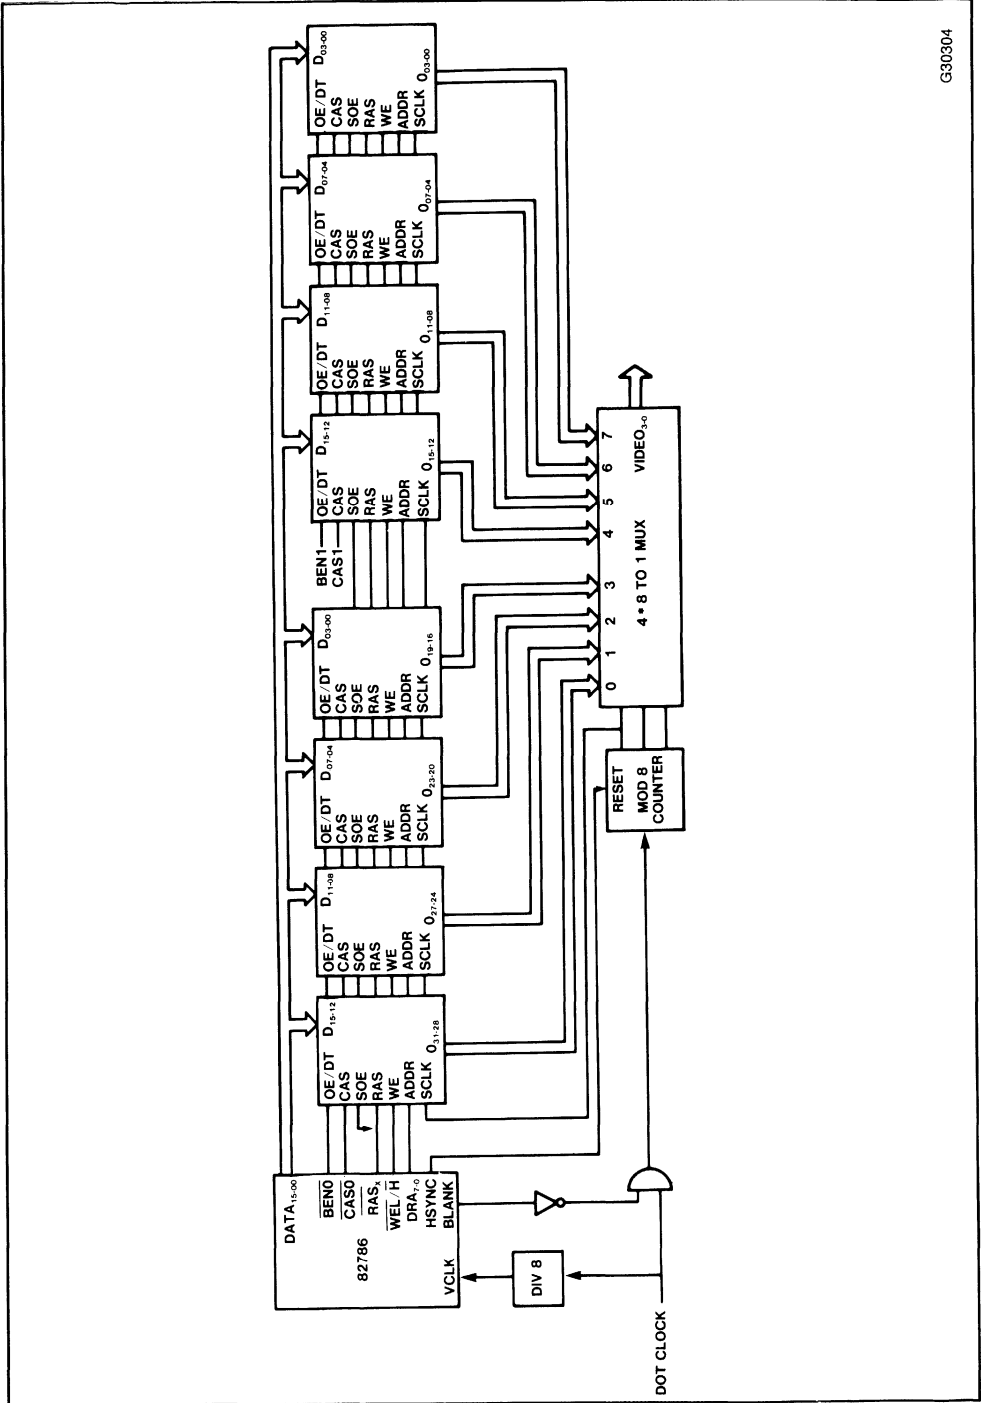 G30304
DATA15-00
BEN0
CAS0
RASx
WEL/H
DRA7-0
HSYNC
BLANK
82786
VCLK
DIV 8
DOT CLOCK
D15-12
OE/DT
CAS
SOE
RAS
WE
ADDR
SCLK
O31-28
D11-08
OE/DT
CAS
SOE
RAS
WE
ADDR
SCLK
O27-24
D07-04
OE/DT
CAS
SOE
RAS
WE
ADDR
SCLK
O23-20
D03-00
OE/DT
CAS
SOE
RAS
WE
ADDR
SCLK
O19-16
BEN1
CAS1
D15-12
OE/DT
CAS
SOE
RAS
WE
ADDR
SCLK
O15-12
D11-08
OE/DT
CAS
SOE
RAS
WE
ADDR
SCLK
O11-08
D07-04
OE/DT
CAS
SOE
RAS
WE
ADDR
SCLK
O07-04
D03-00
OE/DT
CAS
SOE
RAS
WE
ADDR
SCLK
O03-00
RESET
MOD 8
COUNTER
0 1 2 3 4 5 6 7
4 * 8 TO 1 MUX
VIDEO3-0